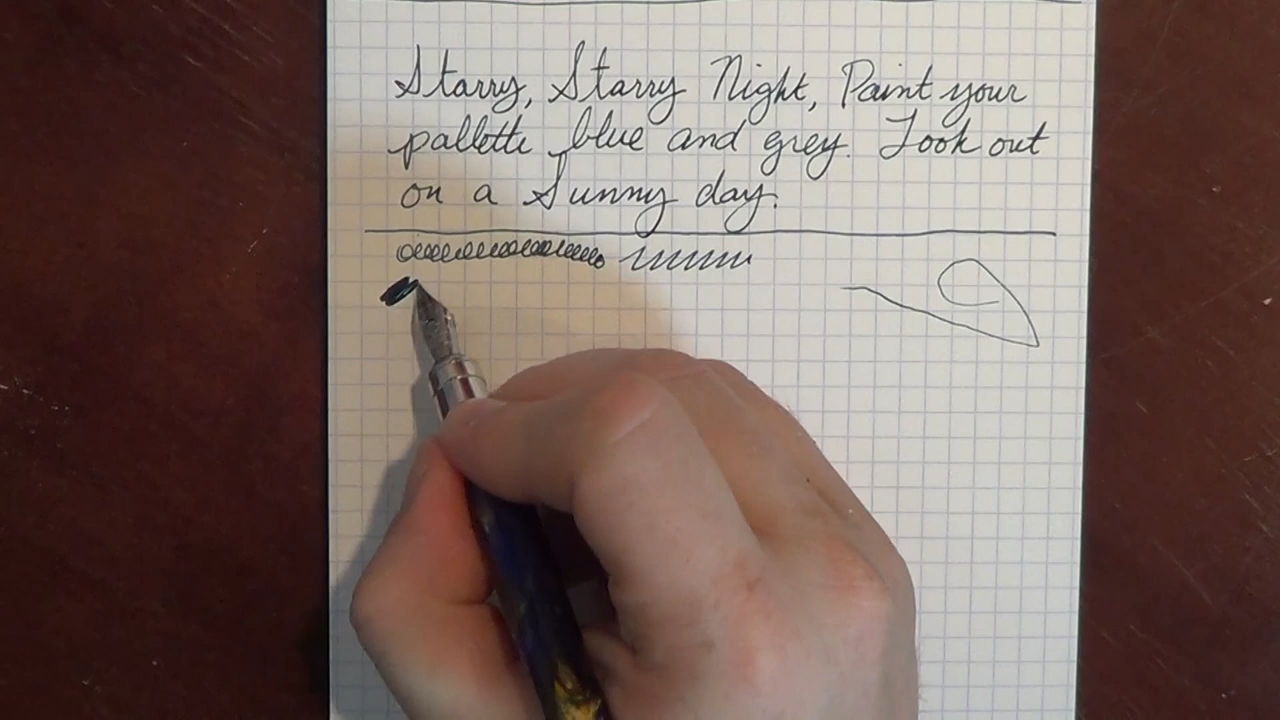 Starry, Starry Night, Paint your
pallette blue and grey. Look out
on a Sunny day.